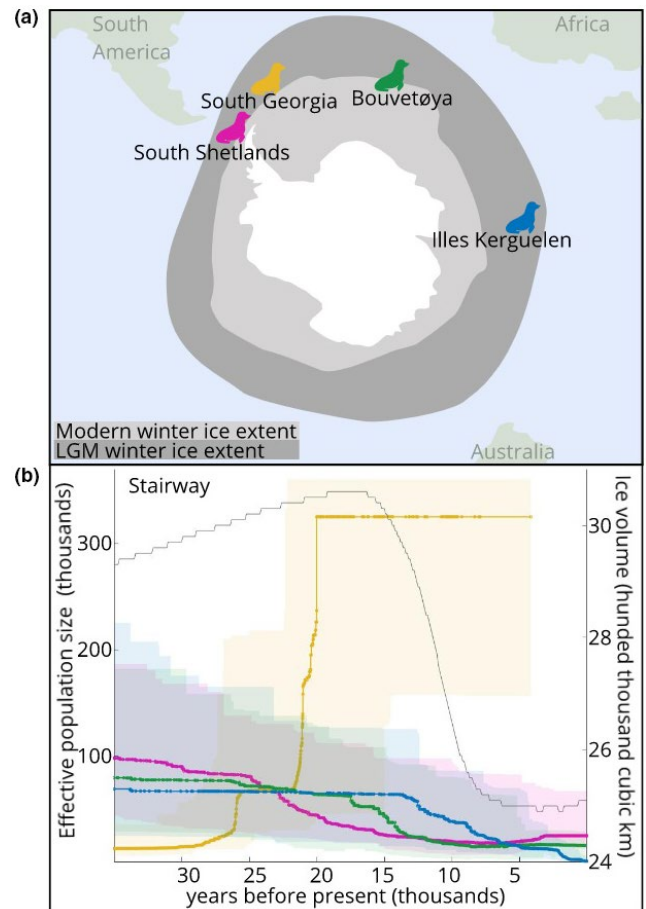 (a)
South
America
Africa
South Georgia
Bouvetøya
South Shetlands
Illes Kerguelen
Modern winter ice extent
LGM winter ice extent
Australia
(b)
Stairway
Effective population size (thousands)
300
200
100
Ice volume (hunded thousand cubic km)
30
28
26
24
30
25
20
15
10
5
years before present (thousands)